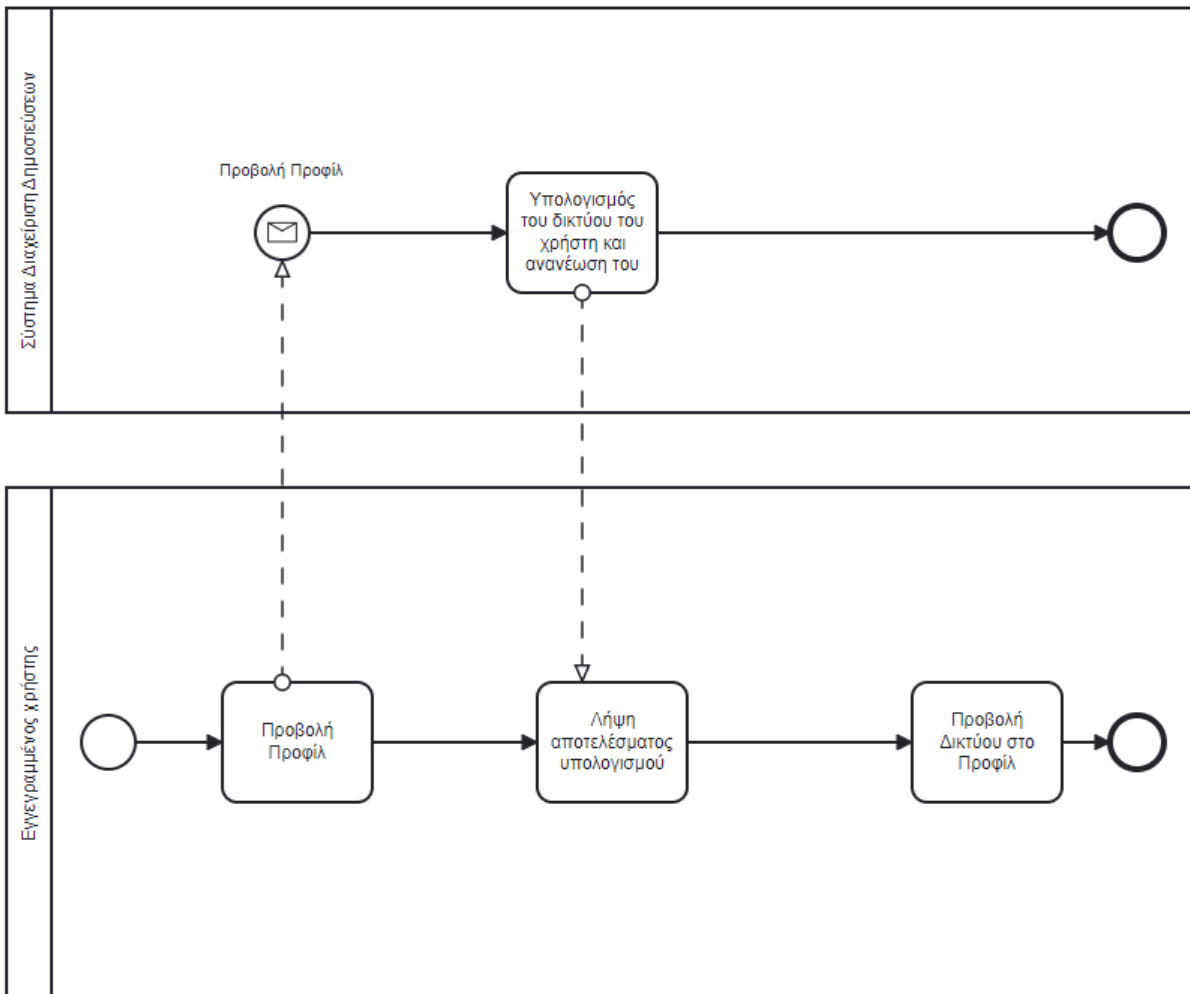 Σύστημα Διαχείριση Δημοσιεύσεων
Προβολή Προφίλ
Υπολογισμός
του δικτύου του
χρήστη και
ανανέωση του
Εγγεγραμμένος χρήστης
Προβολή
Προφίλ
Λήψη
αποτελέσματος
υπολογισμού
Προβολή
Δικτύου στο
Προφίλ